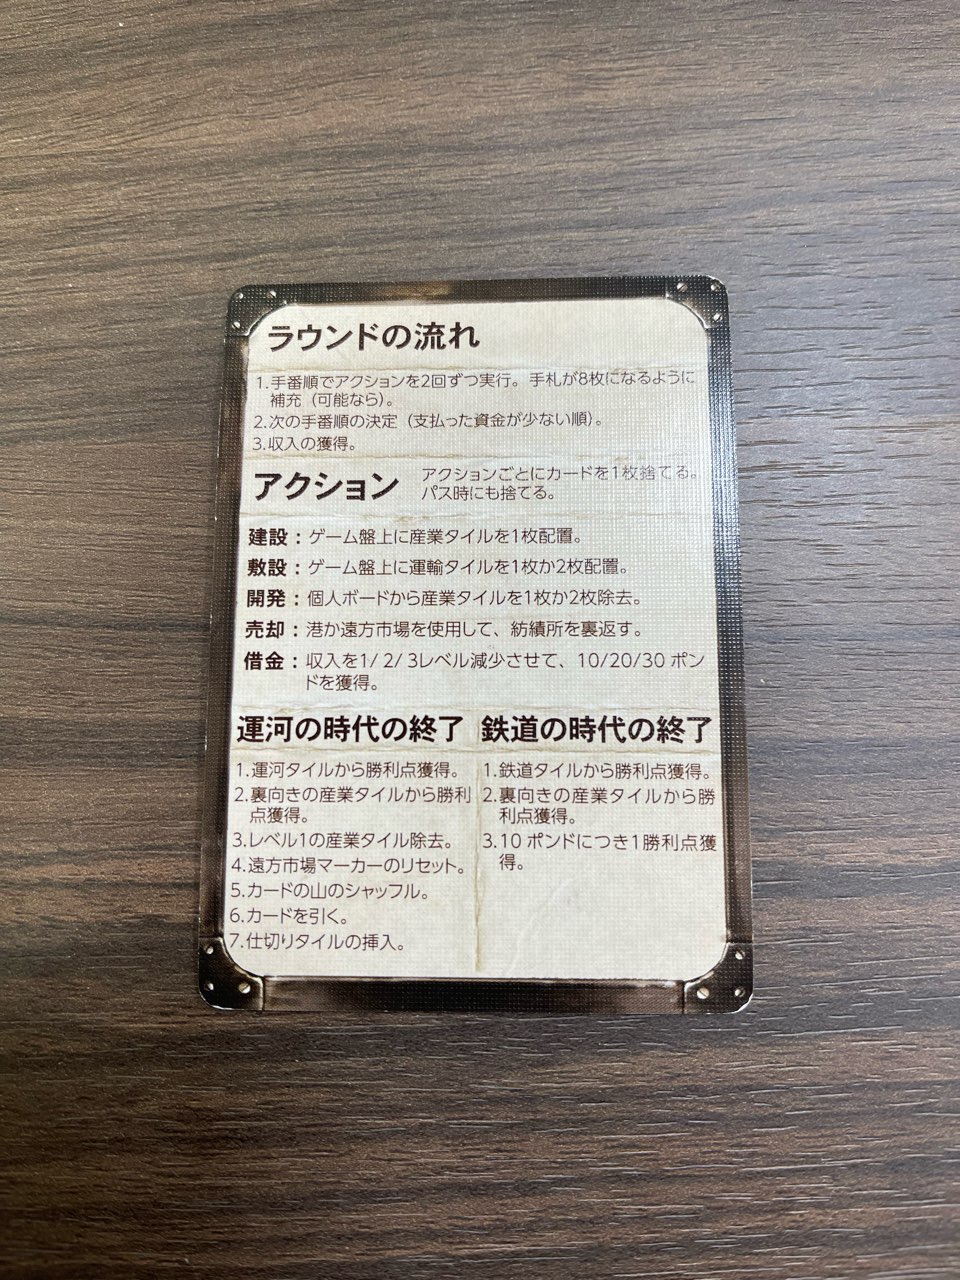 ラウンドの流れ
1.手番順でアクションを2回ずつ実行。手札が8枚になるように
補充（可能なら）。
2.次の手番順の決定（支払った資金が少ない順）。
3.収入の獲得。
アクション
アクションごとにカードを1枚捨てる。
パス時にも捨てる。
建設：ゲーム盤上に産業タイルを1枚配置。
敷設：ゲーム盤上に運輸タイルを1枚か2枚配置。
開発：個人ボードから産業タイルを1枚か2枚除去。
売却：港か遠方市場を使用して、紡績所を裏返す。
借金：収入を1/2/3レベル減少させて、10/20/30 ポン
ドを獲得。
運河の時代の終了
1.運河タイルから勝利点獲得。
2.裏向きの産業タイルから勝利
点獲得。
3.レベル1の産業タイル除去。
4.遠方市場マーカーのリセット。
5.カードの山のシャッフル。
6.カードを引く。
7.仕切りタイルの挿入。
鉄道の時代の終了
1.鉄道タイルから勝利点獲得。
2.裏向きの産業タイルから勝
利点獲得。
3.10 ポンドにつき1勝利点獲
得。